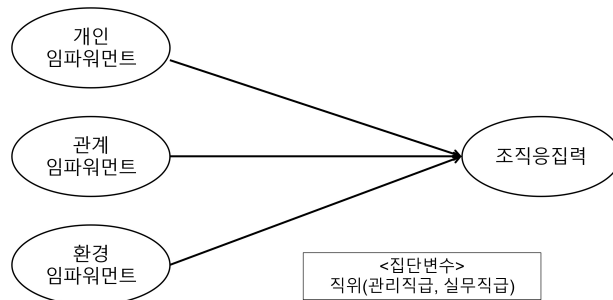 개인
임파워먼트
관계
임파워먼트
조직응집력
환경
임파워먼트
<집단변수>
직위(관리직급, 실무직급)